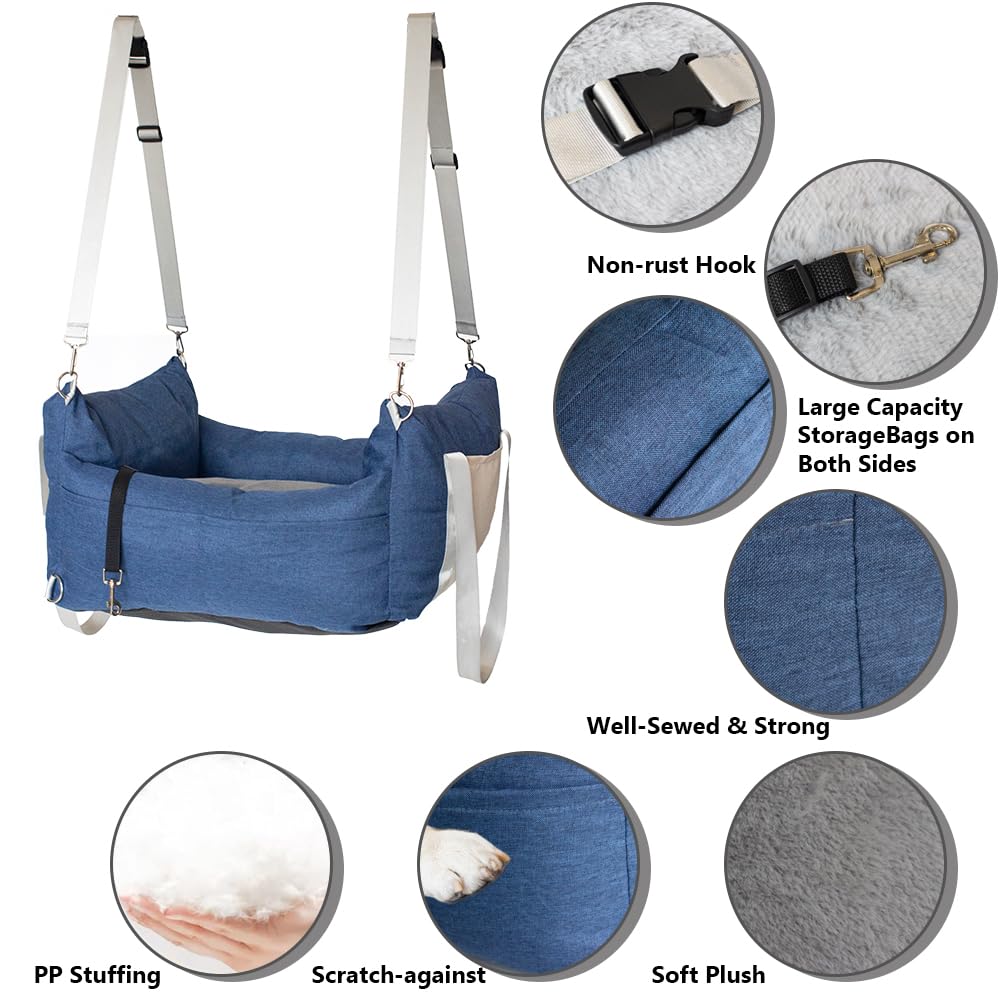 Non-rust Hook
Large Capacity
StorageBags on
Both Sides
Well-Sewed & Strong
PP Stuffing
Scratch-against
Soft Plush